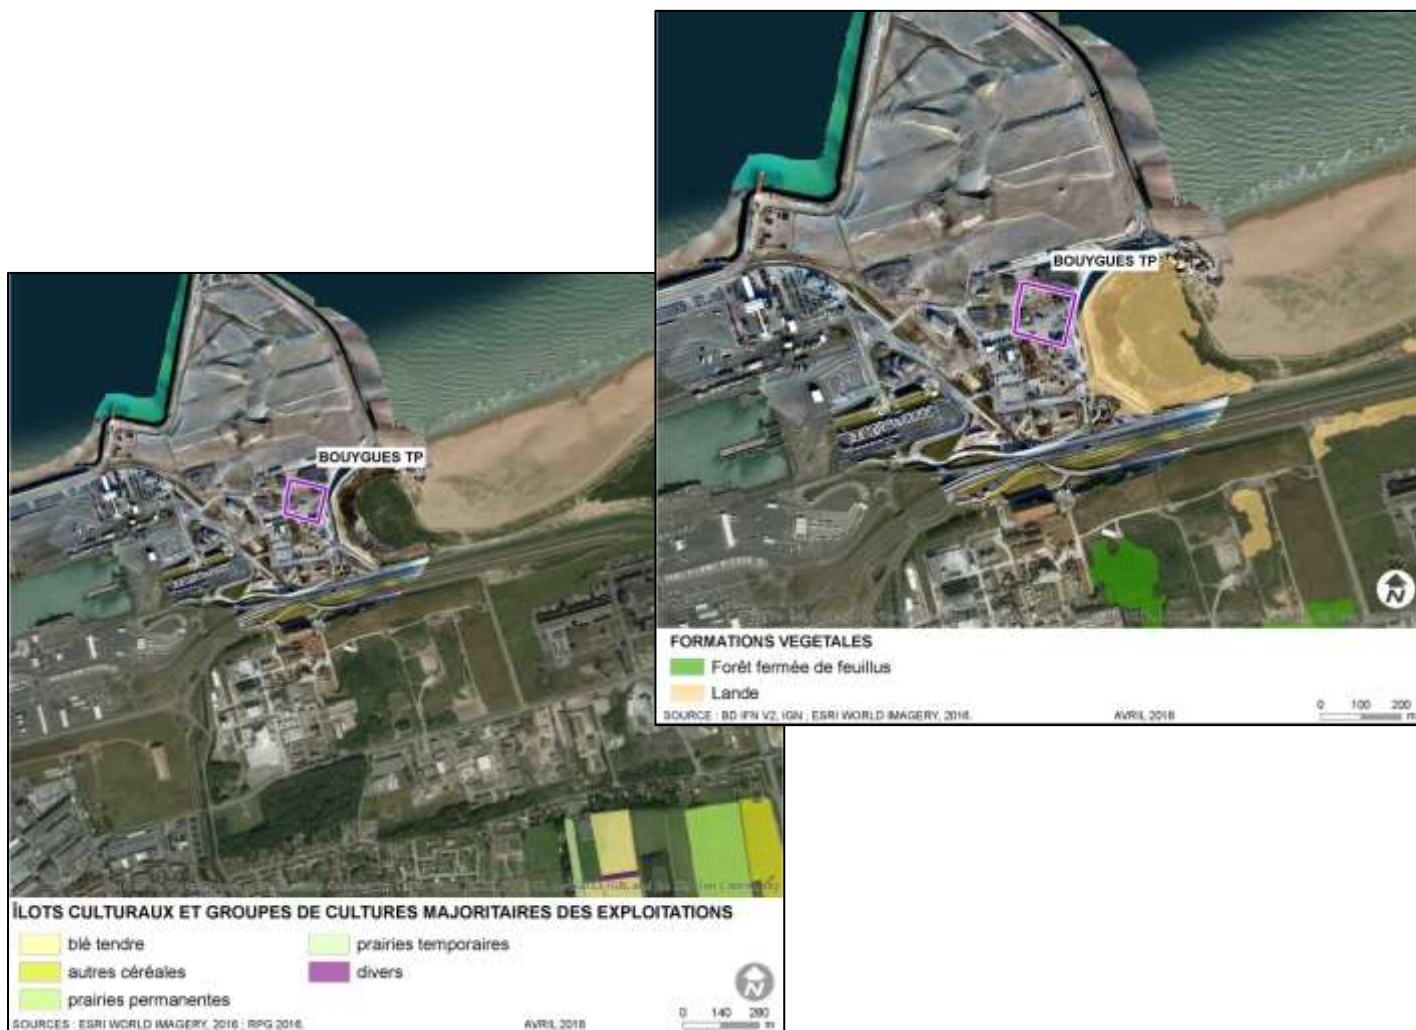 BOUYGUES TP
FORMATIONS VEGETALES
Forêt fermée de feuillus
Lande
SOURCE : BD IFN V2, IGN ; ESRI WORLD IMAGERY, 2016.
AVRIL 2018
0 100 200
m
N
BOUYGUES TP
ÎLOTS CULTURAUX ET GROUPES DE CULTURES MAJORITAIRES DES EXPLOITATIONS
blé tendre
autres céréales
prairies permanentes
prairies temporaires
divers
SOURCES : ESRI WORLD IMAGERY, 2016 ; RPG 2016.
AVRIL 2018
0 140 280
m
N